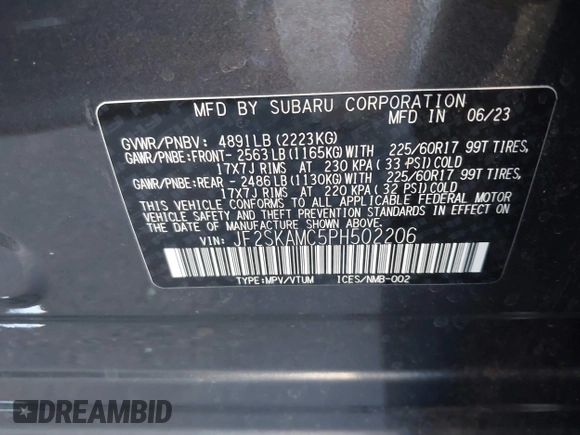 MFD BY SUBARU CORPORATION
MFD IN 06/23
GVWR/PNBV: 4891LB (2223KG)
GAWR/PNBE:FRONT- 2563LB(1165KG)WITH 225/60R17 99T TIRES,
17X7J RIMS AT 230 KPA (33 PSI)COLD
GAWR/PNBE:REAR - 2486LB(1130KG)WITH 225/60R17 99T TIRES,
17X7J RIMS AT 220 KPA(32 PSI)COLD
THIS VEHICLE CONFORMS TO ALL APPLICABLE FEDERAL MOTOR
VEHICLE SAFETY AND THEFT PREVENTION STANDARDS IN EFFECT
ON THE DATE OF MANUFACTURE SHOWN ABOVE.
VIN: JF2SKAMC5PH502206
TYPE:MPV/VTUM ICES/NMB-002
DREAMBID